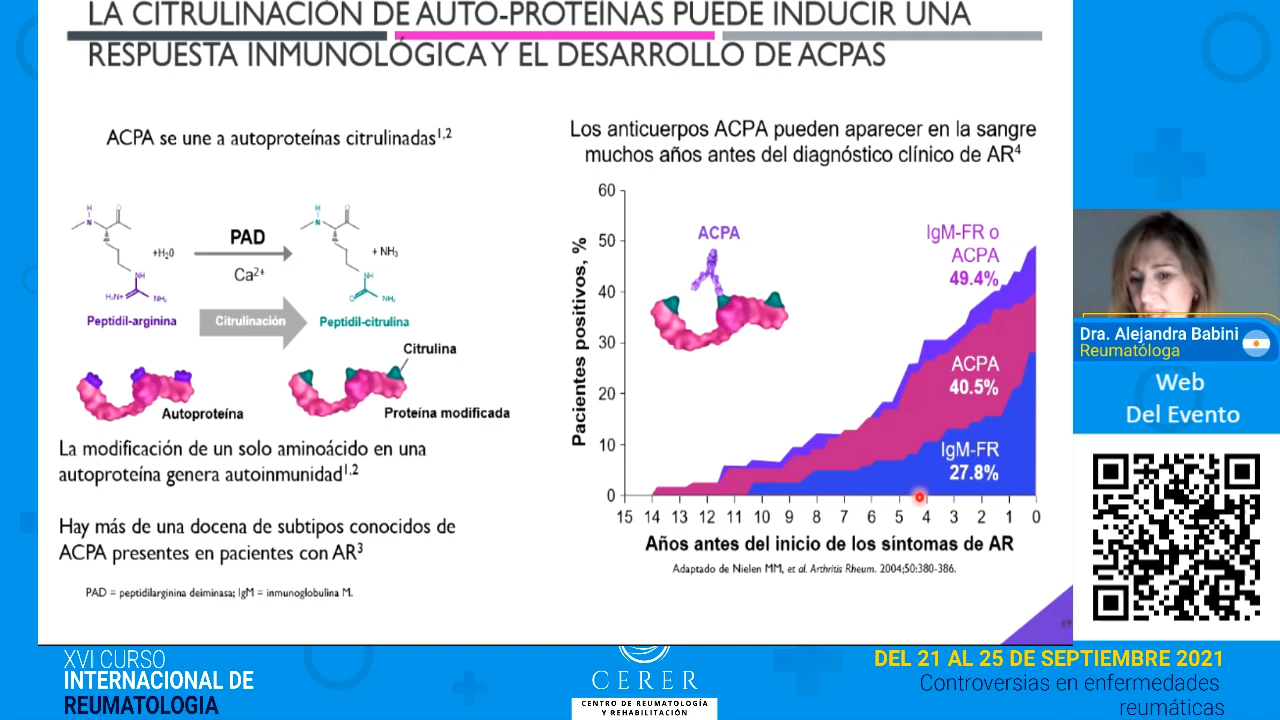 LA CITRULINACIÓN DE AUTO-PROTEÍNAS PUEDE INDUCIR UNA
RESPUESTA INMUNOLÓGICA Y EL DESARROLLO DE ACPAS
ACPA se une a autoproteínas citrulinadas1,2
H
N
O
+H20
PAD
Ca2+
NH
H2N+
NH2
Peptidil-arginina
Citrulinación
H
N
O
+ NH3
NH
O
NH2
Peptidil-citrulina
Citrulina
Autoproteína
Proteína modificada
La modificación de un solo aminoácido en una
autoproteína genera autoinmunidad1,2
Hay más de una docena de subtipos conocidos de
ACPA presentes en pacientes con AR3
PAD = peptidilarginina deiminasa; IgM = inmunoglobulina M.
Los anticuerpos ACPA pueden aparecer en la sangre
muchos años antes del diagnóstico clínico de AR4
Pacientes positivos, %
60
50
40
30
20
10
0
ACPA
IgM-FR o
ACPA
49.4%
ACPA
40.5%
IgM-FR
27.8%
15 14 13 12 11 10 9 8 7 6 5 4 3 2 1 0
Años antes del inicio de los síntomas de AR
Adaptado de Nielen MM, et al. Arthritis Rheum. 2004;50:380-386.
Dra. Alejandra Babini
Reumatóloga
Web
Del Evento
XVI CURSO
INTERNACIONAL DE
REUMATOLOGIA
CERER
CENTRO DE REUMATOLOGÍA
Y REHABILITACIÓN
DEL 21 AL 25 DE SEPTIEMBRE 2021
Controversias en enfermedades
reumáticas